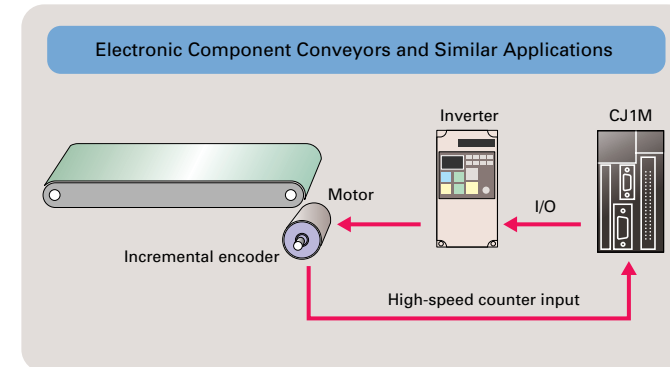 Electronic Component Conveyors and Similar Applications
Inverter
CJ1M
Motor
I/O
Incremental encoder
High-speed counter input